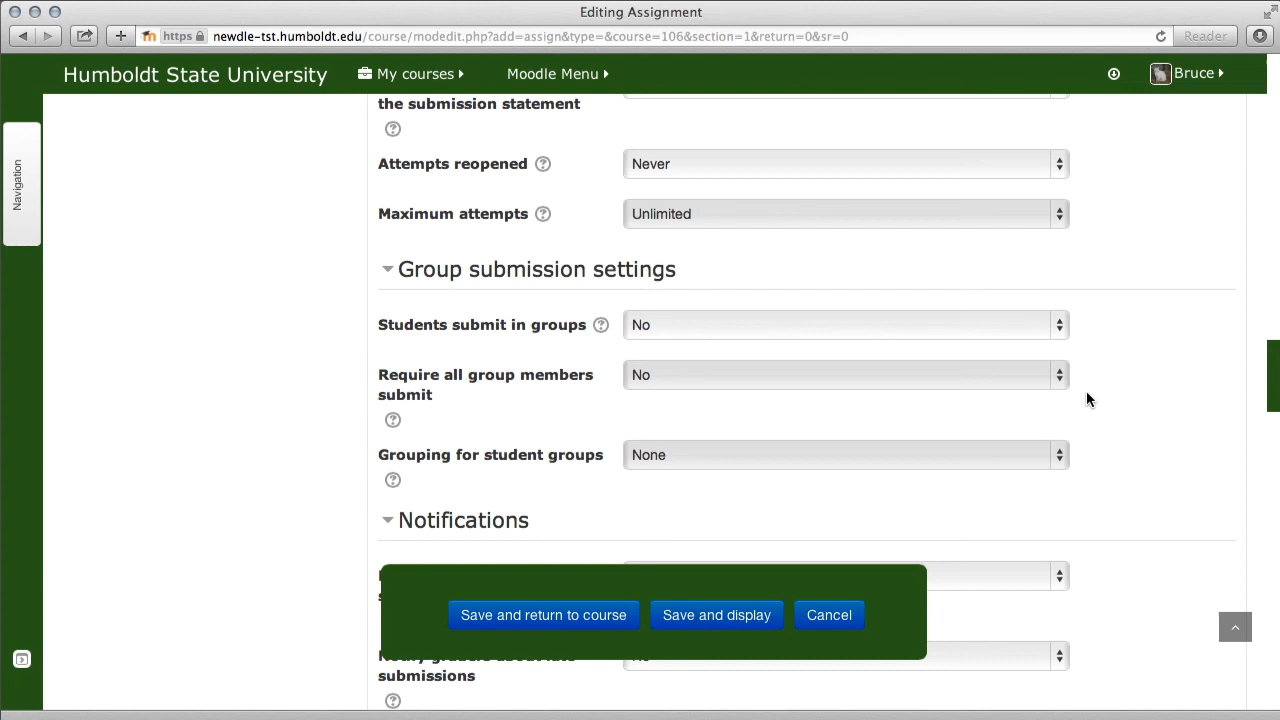 Editing Assignment
https newdle-tst.humboldt.edu/course/modedit.php?add=assign&type=&course=106&section=1&return=0&sr=0
Reader
Humboldt State University
My courses
Moodle Menu
Bruce
Navigation
the submission statement
Attempts reopened
Never
Maximum attempts
Unlimited
Group submission settings
Students submit in groups
No
Require all group members
submit
No
Grouping for student groups
None
Notifications
Save and return to course
Save and display
Cancel
submissions